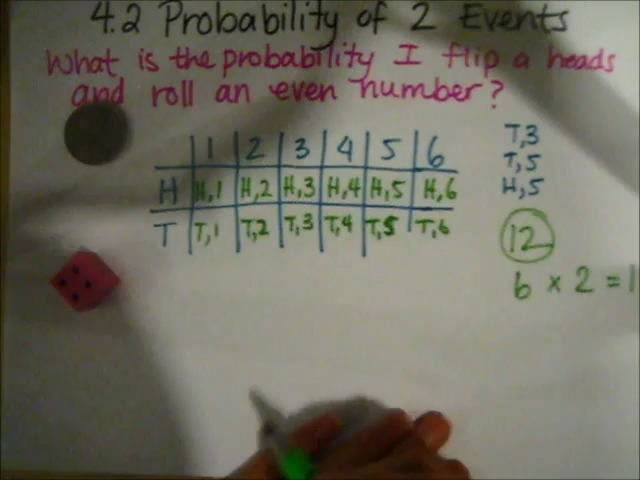 4.2 Probability of 2 Events
What is the probability I flip a heads
and roll an even number?
1 2 3 4 5 6
H H,1 H,2 H,3 H,4 H,5 H,6
T T,1 T,2 T,3 T,4 T,5 T,6
T,3
T,5
H,5
12
6 × 2 = 1